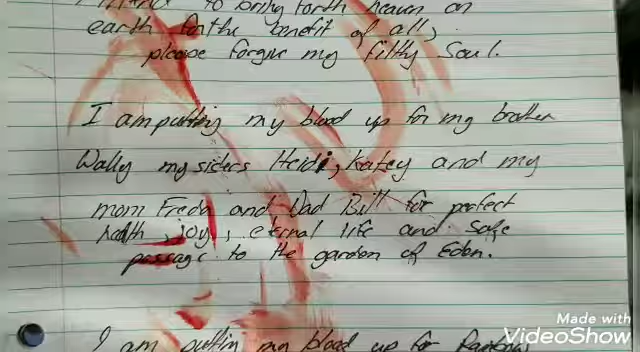 to bring forth heaven on
earth for the benefit of all,
please forgive my filthy Soul.
I am putting my blood up for my brother
Wally my sisters Heidi, Katey and my
mom Freda and Dad Bill for perfect
health, joy, eternal life and safe
passage to the garden of Eden.
I am putting my blood up for
Made with
VideoShow